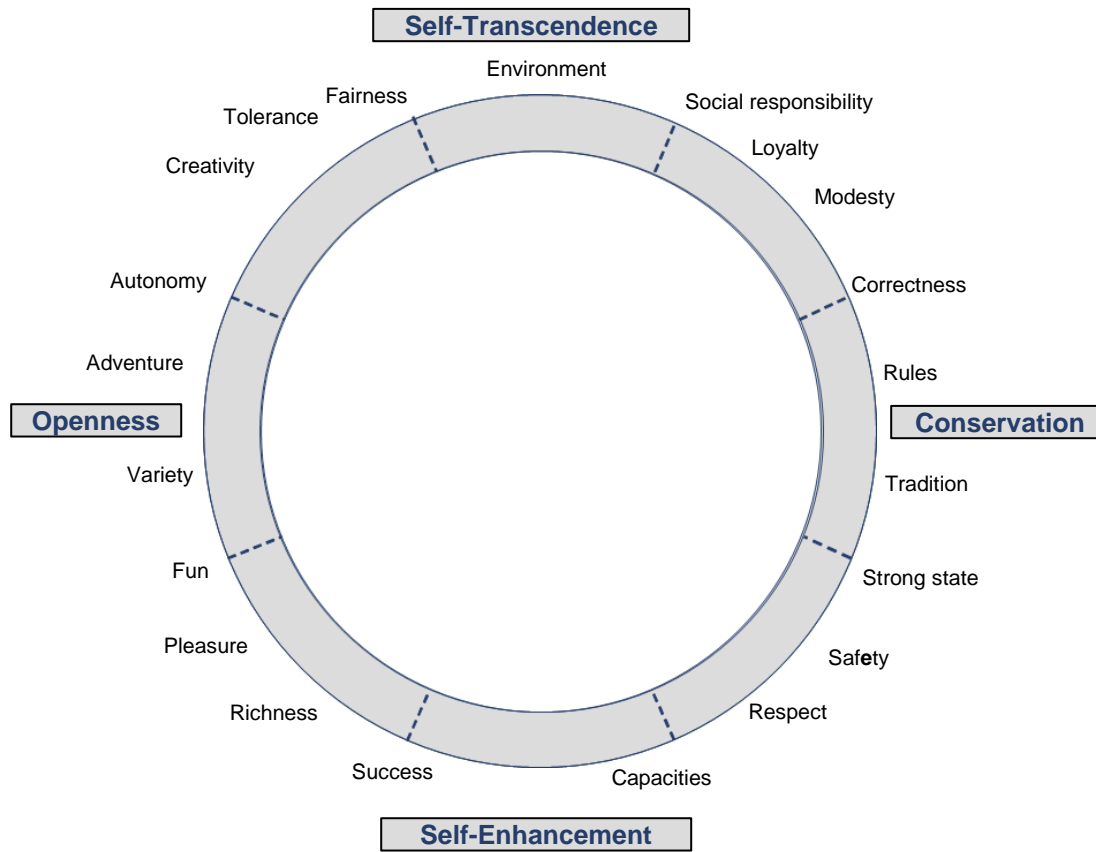 Self-Transcendence
Environment
Fairness
Social responsibility
Tolerance
Loyalty
Creativity
Modesty
Autonomy
Correctness
Adventure
Rules
Openness
Conservation
Variety
Tradition
Fun
Strong state
Pleasure
Safety
Richness
Respect
Success
Capacities
Self-Enhancement